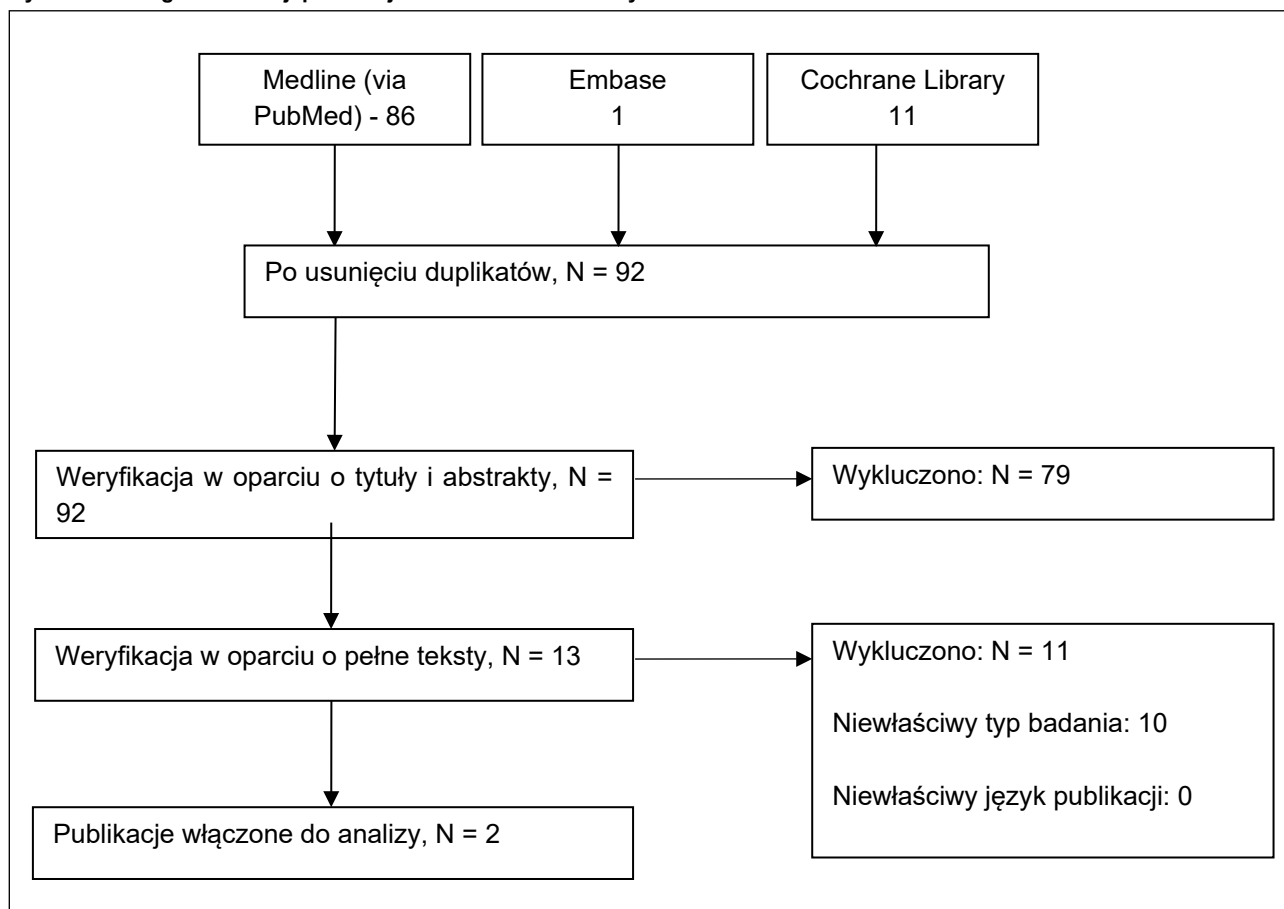 Medline (via
PubMed) - 86
Embase
1
Cochrane Library
11
Po usunięciu duplikatów, N = 92
Weryfikacja w oparciu o tytuły i abstrakty, N =
92
Wykluczono: N = 79
Weryfikacja w oparciu o pełne teksty, N = 13
Wykluczono: N = 11
Niewłaściwy typ badania: 10
Niewłaściwy język publikacji: 0
Publikacje włączone do analizy, N = 2